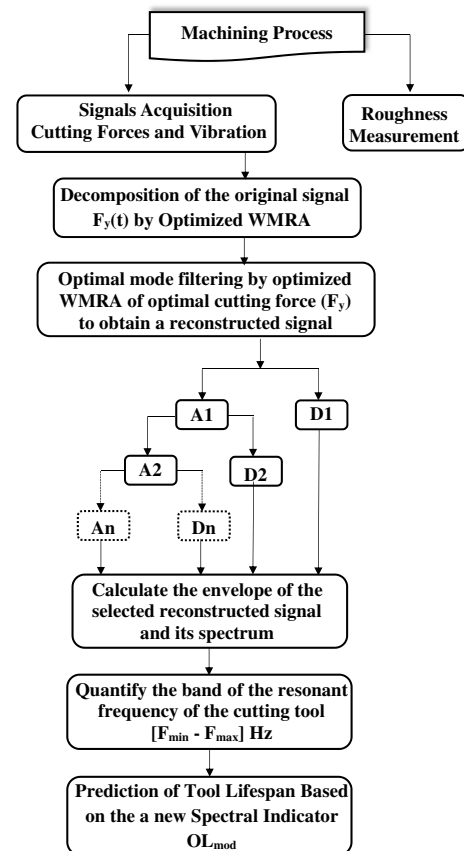 Machining Process
Signals Acquisition
Cutting Forces and Vibration
Roughness
Measurement
Decomposition of the original signal
Fy(t) by Optimized WMRA
Optimal mode filtering by optimized
WMRA of optimal cutting force (Fy)
to obtain a reconstructed signal
A1
D1
A2
D2
An
Dn
Calculate the envelope of the
selected reconstructed signal
and its spectrum
Quantify the band of the resonant
frequency of the cutting tool
[Fmin - Fmax] Hz
Prediction of Tool Lifespan Based
on the a new Spectral Indicator
OLmod